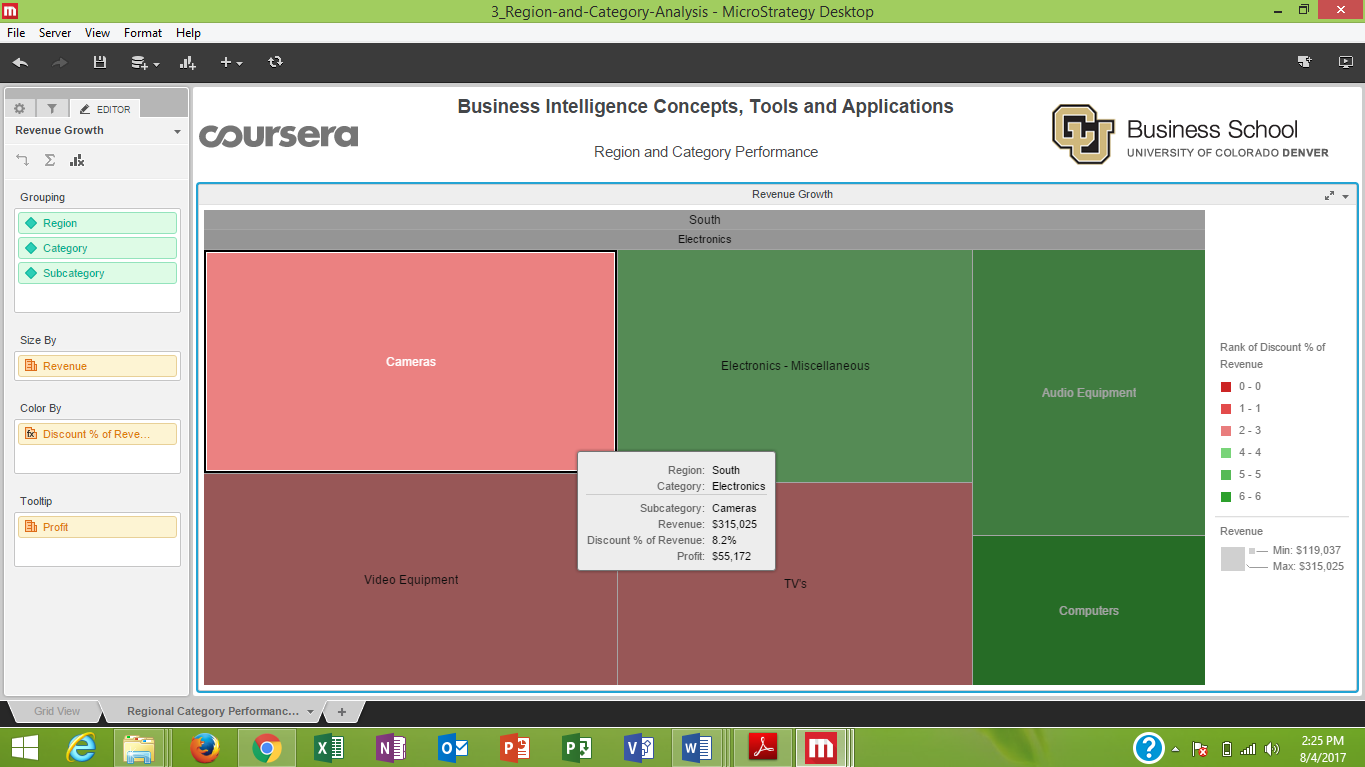 3_Region-and-Category-Analysis - MicroStrategy Desktop
File Server View Format Help
EDITOR
Revenue Growth
Grouping
Region
Category
Subcategory
Size By
Revenue
Color By
Discount % of Reve...
Tooltip
Profit
Business Intelligence Concepts, Tools and Applications
coursera
Region and Category Performance
CU
Business School
UNIVERSITY OF COLORADO DENVER
Revenue Growth
South
Electronics
Cameras
Electronics - Miscellaneous
Audio Equipment
Video Equipment
TV's
Computers
Region: South
Category: Electronics
Subcategory: Cameras
Revenue: $315,025
Discount % of Revenue: 8.2%
Profit: $55,172
Rank of Discount % of
Revenue
0 - 0
1 - 1
2 - 3
4 - 4
5 - 5
6 - 6
Revenue
Min: $119,037
Max: $315,025
Grid View
Regional Category Performanc...
2:25 PM
8/4/2017